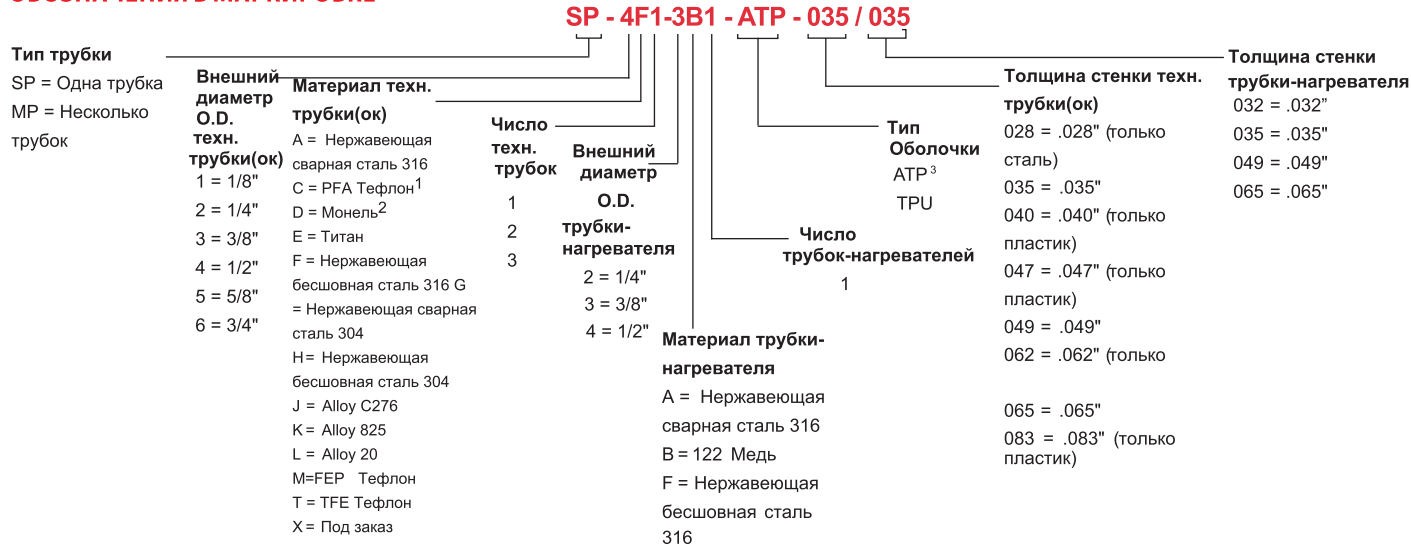 SP - 4F1-3B1 - ATP - 035 / 035
Тип трубки
SP = Одна трубка
MP = Несколько
трубок
Внешний
диаметр
O.D.
техн.
трубки(ок)
1 = 1/8"
2 = 1/4"
3 = 3/8"
4 = 1/2"
5 = 5/8"
6 = 3/4"
Материал техн.
трубки(ок)
A = Нержавеющая
сварная сталь 316
C = PFA Тефлон1
D = Монель2
E = Титан
F = Нержавеющая
бесшовная сталь 316 G
= Нержавеющая сварная
сталь 304
H = Нержавеющая
бесшовная сталь 304
J = Alloy C276
K = Alloy 825
L = Alloy 20
M=FEP Тефлон
T = TFE Тефлон
X = Под заказ
Число
техн.
трубок
1
2
3
Внешний
диаметр
O.D.
трубки-
нагревателя
2 = 1/4"
3 = 3/8"
4 = 1/2"
Материал трубки-
нагревателя
A = Нержавеющая
сварная сталь 316
B = 122 Медь
F = Нержавеющая
бесшовная сталь
316
Число
трубок-нагревателей
1
Тип
Оболочки
ATP 3
TPU
Толщина стенки техн.
трубки(ок)
028 = .028" (только
сталь)
035 = .035"
040 = .040" (только
пластик)
047 = .047" (только
пластик)
049 = .049"
062 = .062" (только
065 = .065"
083 = .083" (только
пластик)
Толщина стенки
трубки-нагревателя
032 = .032”
035 = .035"
049 = .049"
065 = .065"